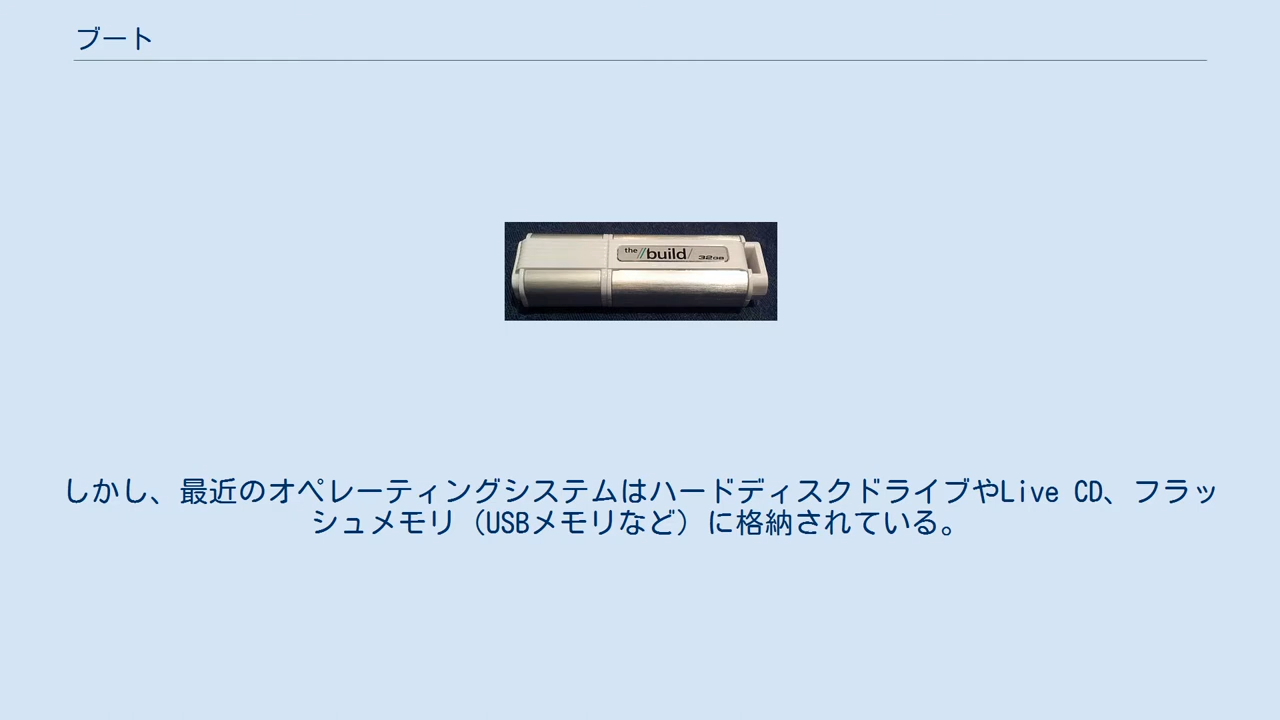 ブート
the //build/ 32GB
しかし、最近のオペレーティングシステムはハードディスクドライブやLive CD、フラッ
シュメモリ（USBメモリなど）に格納されている。